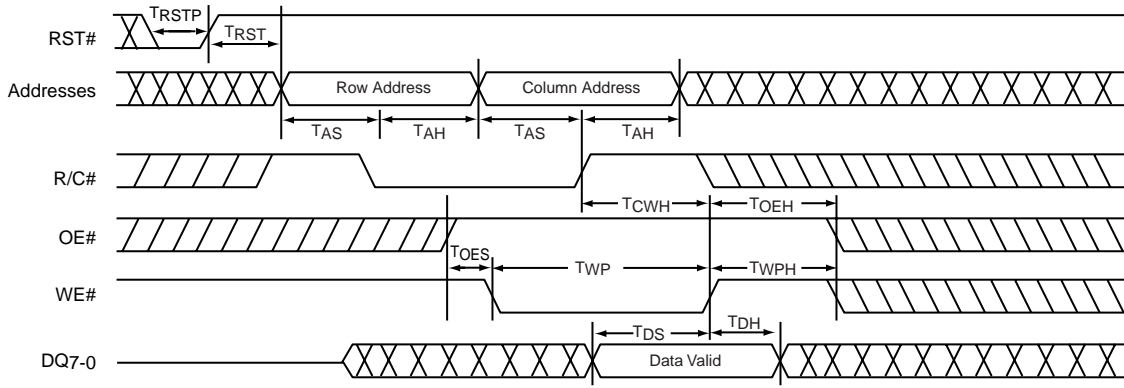 TRSTP
RST#
TRST
Addresses
Row Address
Column Address
TAS
TAH
TAS
TAH
R/C#
TCWH
TOEH
OE#
TOES
TWP
TWPH
WE#
TDS
TDH
DQ7-0
Data Valid